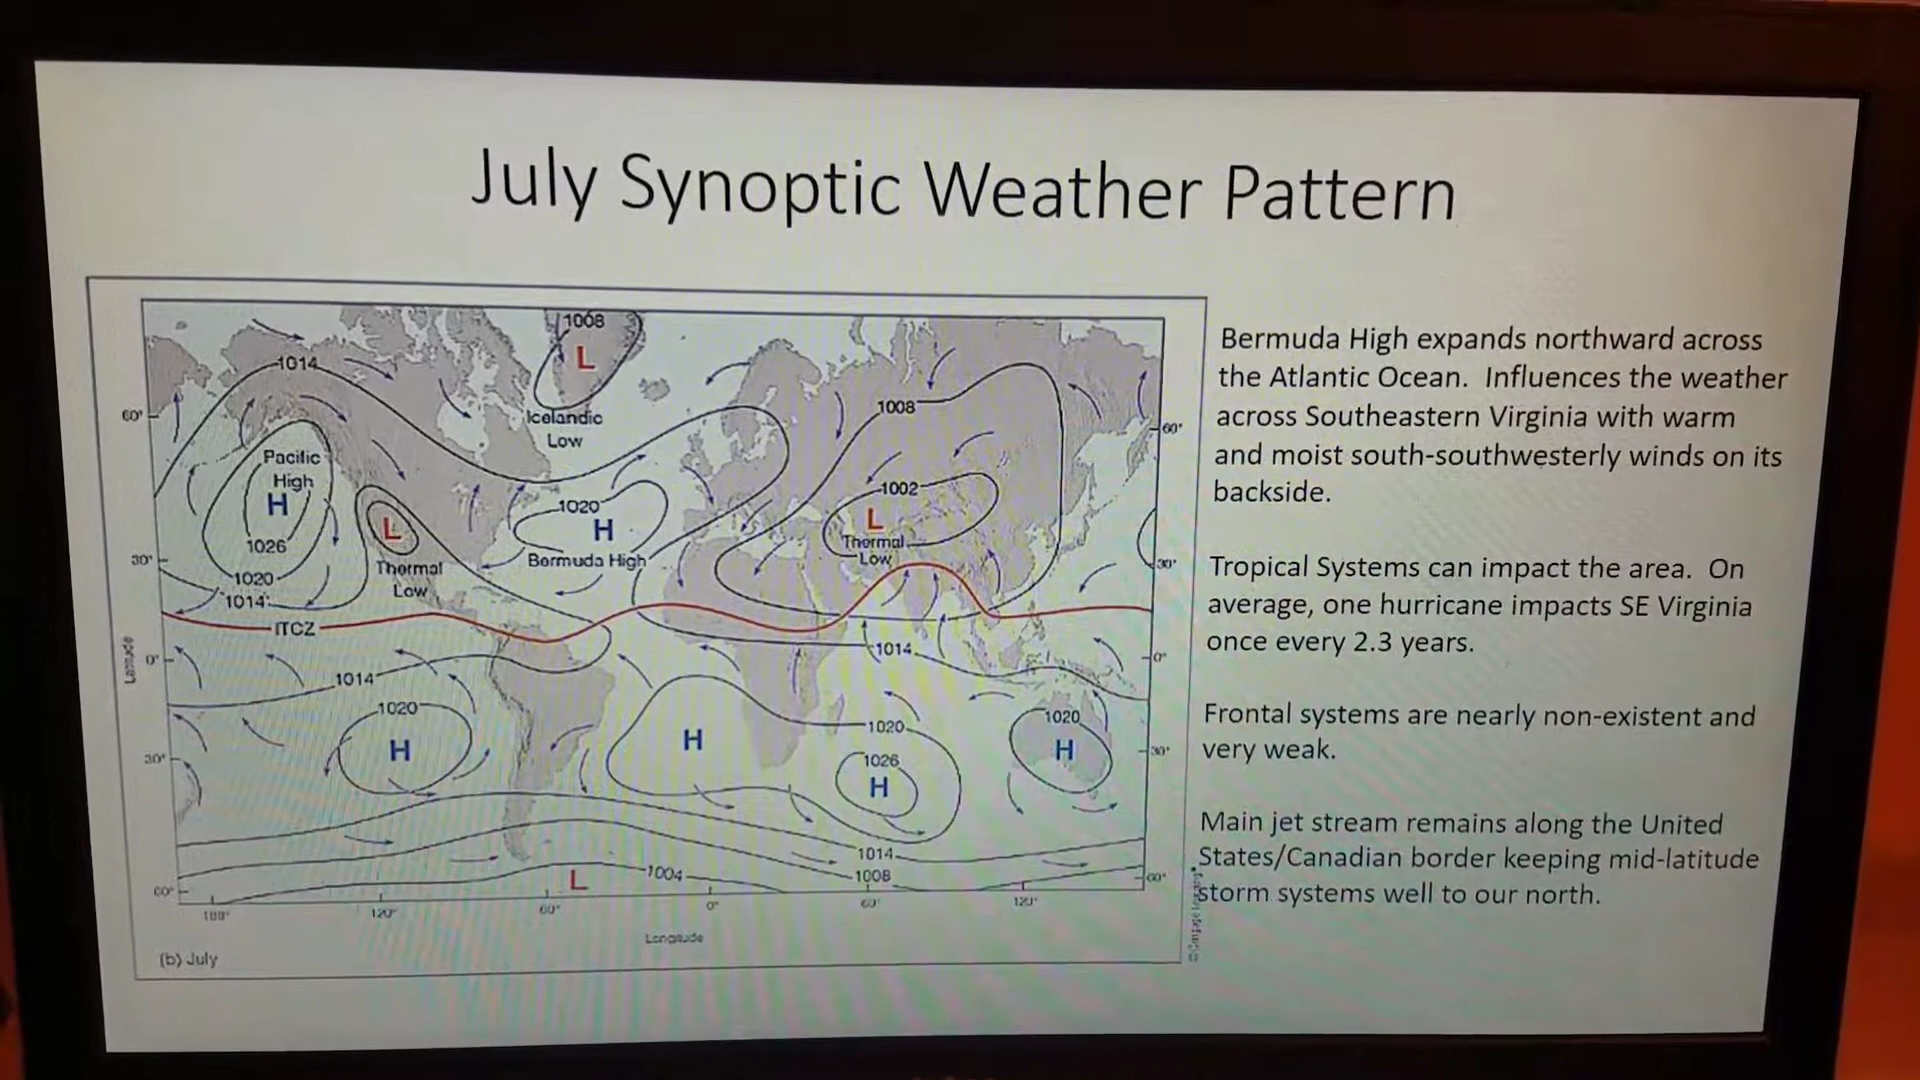 July Synoptic Weather Pattern
1008
L
1014
Icelandic
Low
60°
60°
1008
Pacific
High
H
1026
1020
1014
L
Thermal
Low
1020
H
Bermuda High
1002
L
Thermal
Low
30°
30°
ITCZ
Latitude
0°
0°
1014
1014
1020
H
H
1020
1026
H
1020
H
30°
30°
1014
1008
1004
L
60°
60°
180°
120°
60°
0°
60°
120°
Longitude
(b) July
Bermuda High expands northward across
the Atlantic Ocean. Influences the weather
across Southeastern Virginia with warm
and moist south-southwesterly winds on its
backside.
Tropical Systems can impact the area. On
average, one hurricane impacts SE Virginia
once every 2.3 years.
Frontal systems are nearly non-existent and
very weak.
Main jet stream remains along the United
States/Canadian border keeping mid-latitude
storm systems well to our north.